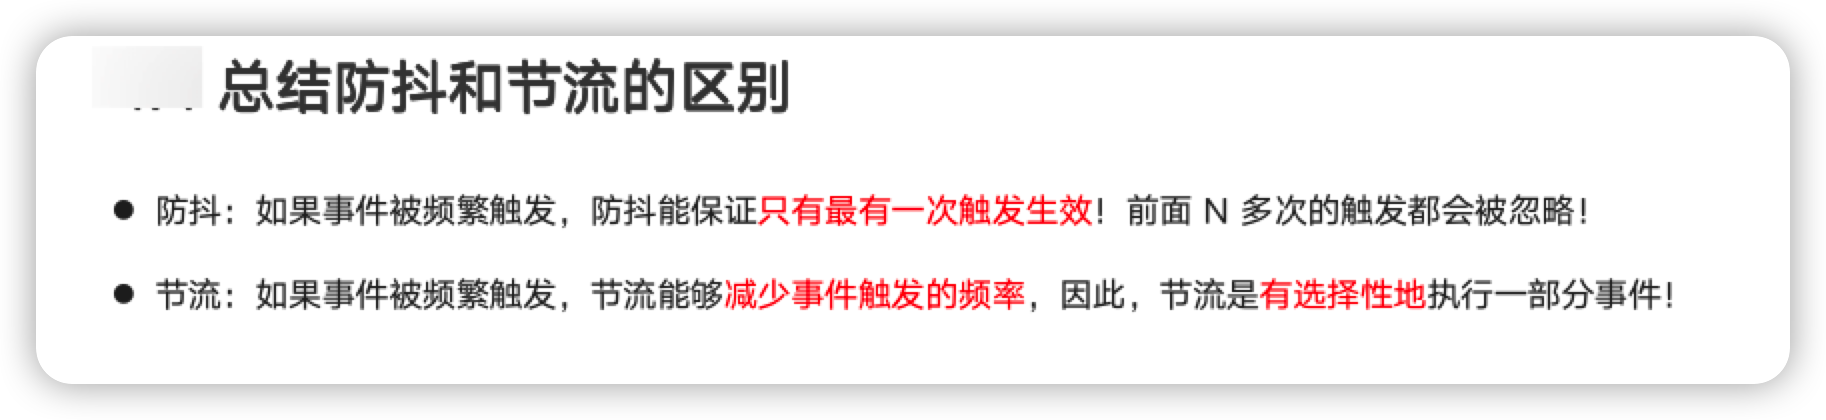 总结防抖和节流的区别
● 防抖：如果事件被频繁触发，防抖能保证只有最有一次触发生效！前面 N 多次的触发都会被忽略！
● 节流：如果事件被频繁触发，节流能够减少事件触发的频率，因此，节流是有选择性地执行一部分事件！